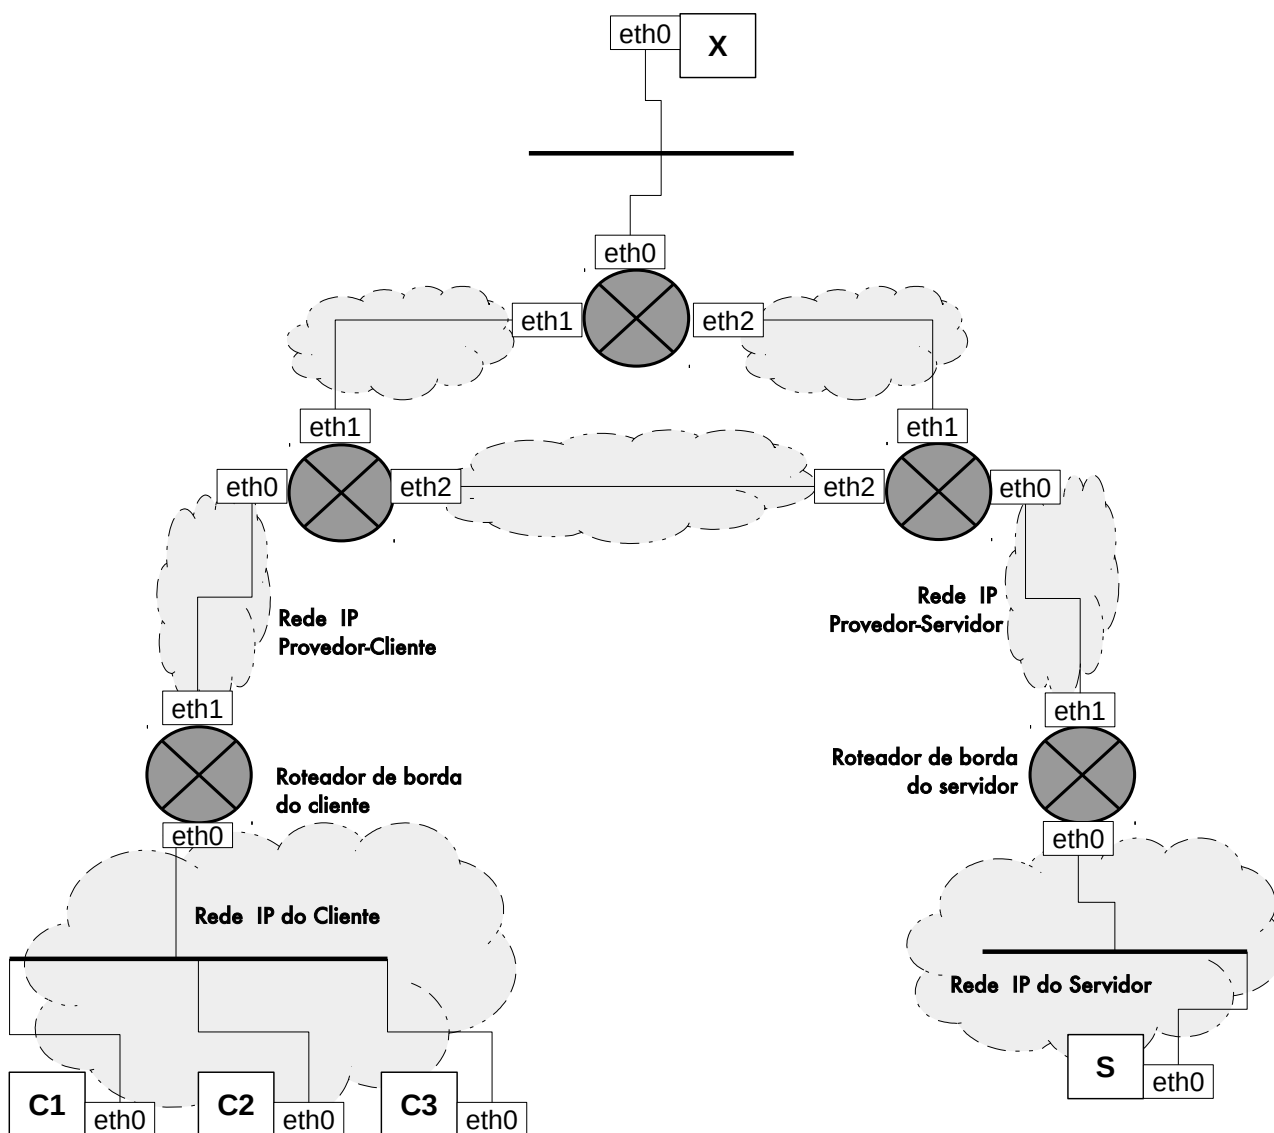 eth0
X
eth0
eth1
eth2
eth1
eth1
eth0
eth2
eth2
eth0
Rede IP
Provedor-Cliente
Rede IP
Provedor-Servidor
eth1
eth1
Roteador de borda
do cliente
Roteador de borda
do servidor
eth0
eth0
Rede IP do Cliente
Rede IP do Servidor
S
eth0
C1
eth0
C2
eth0
C3
eth0